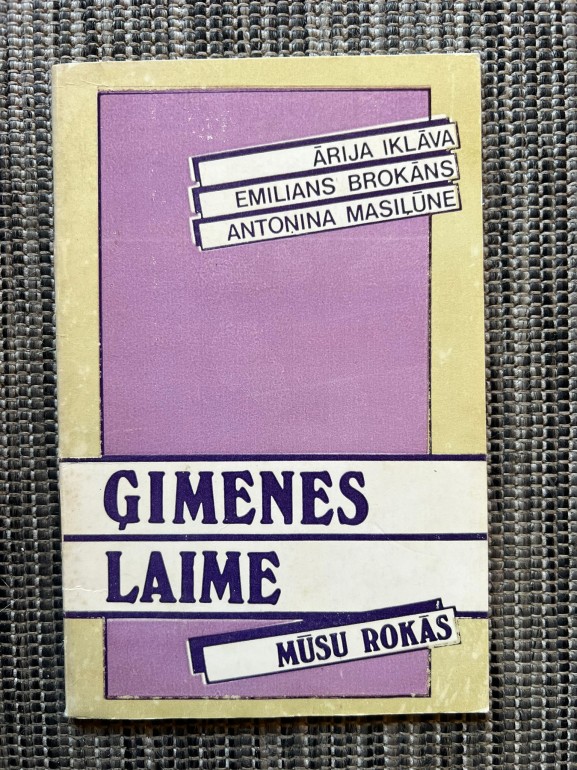 ĀRIJA IKLĀVA
EMILIANS BROKĀNS
ANTOŅINA MASIĻŪNE
ĢIMENES
LAIME
MŪSU ROKĀS